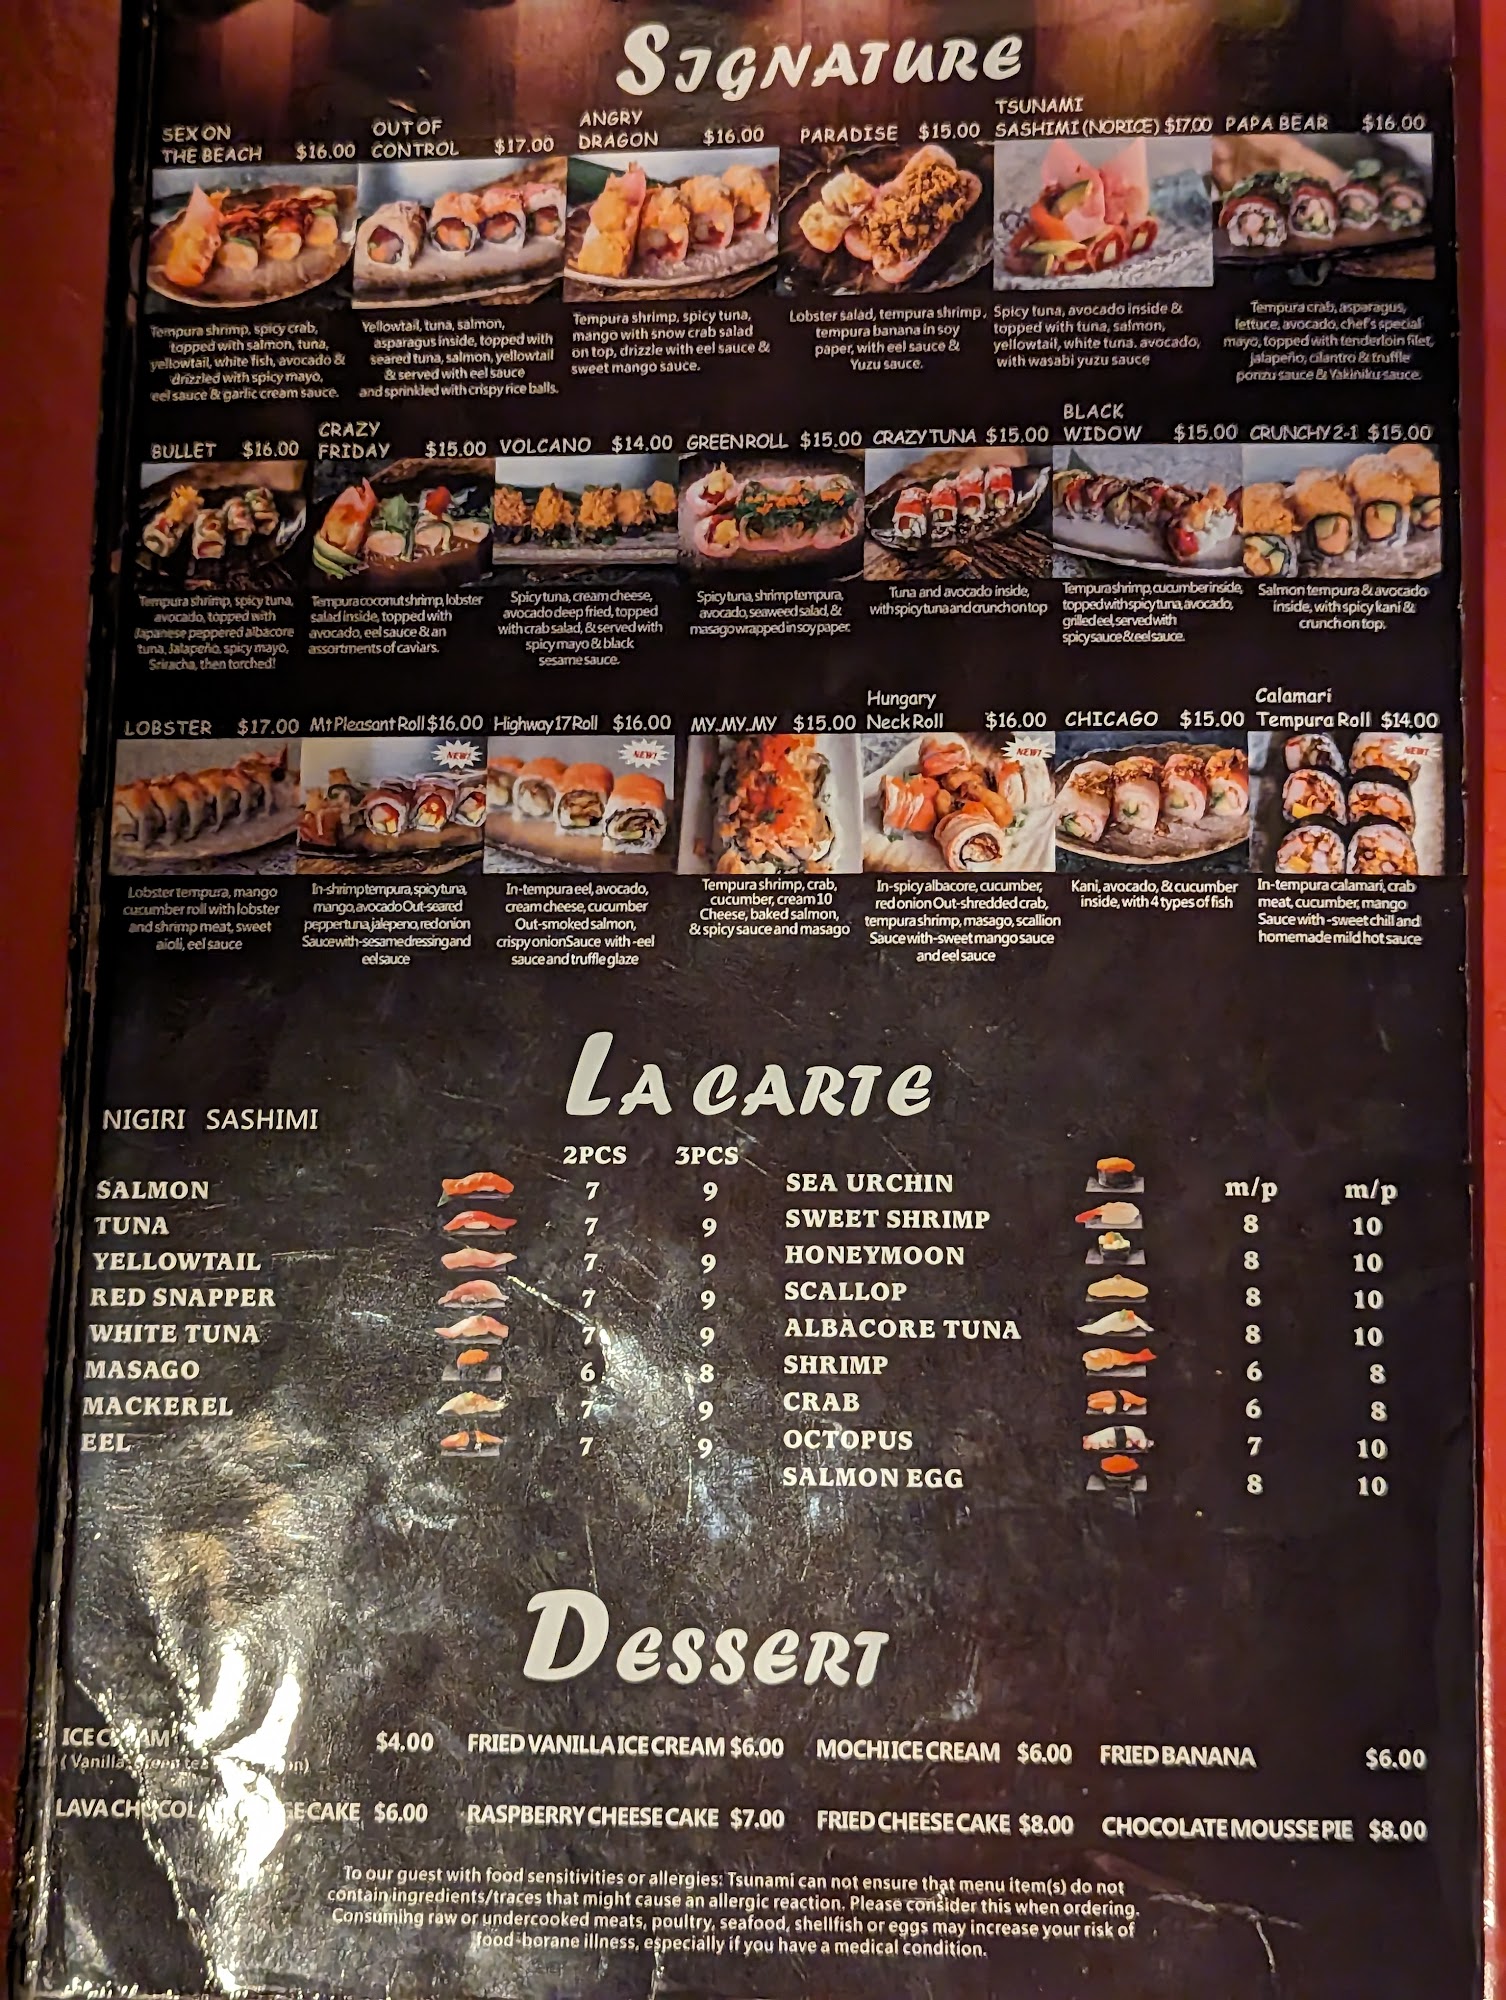 SIGNATURE
SEX ON
THE BEACH $16.00
Tempura shrimp, spicy crab,
topped with salmon, tuna,
yellowtail, white fish, avocado &
drizzled with spicy mayo,
eel sauce & garlic cream sauce.
OUT OF
CONTROL $17.00
Yellowtail, tuna, salmon,
asparagus inside, topped with
seared tuna, salmon, yellowtail
& served with eel sauce
and sprinkled with crispy rice balls.
ANGRY
DRAGON $16.00
Tempura shrimp, spicy tuna,
mango with snow crab salad
on top, drizzle with eel sauce &
sweet mango sauce.
PARADISE $15.00
Lobster salad, tempura shrimp,
tempura banana in soy
paper, with eel sauce &
Yuzu sauce.
TSUNAMI
SASHIMI (NO RICE) $17.00
Spicy tuna, avocado inside &
topped with tuna, salmon,
yellowtail, white tuna. avocado,
with wasabi yuzu sauce
PAPA BEAR $16.00
Tempura crab, asparagus,
lettuce, avocado, chef's special
mayo, topped with tenderloin filet,
jalapeño, cilantro & truffle
ponzu sauce & Yakiniku sauce.
BULLET $16.00
Tempura shrimp, spicy tuna,
avocado, topped with
Japanese peppered albacore
tuna, Jalapeño, spicy mayo,
Sriracha, then torched!
CRAZY
FRIDAY $15.00
Tempura coconut shrimp, lobster
salad inside, topped with
avocado, eel sauce & an
assortments of caviars.
VOLCANO $14.00
Spicy tuna, cream cheese,
avocado deep fried, topped
with crab salad, & served with
spicy mayo & black
sesame sauce.
GREEN ROLL $15.00
Spicy tuna, shrimp tempura,
avocado, seaweed salad, &
masago wrapped in soy paper.
CRAZY TUNA $15.00
Tuna and avocado inside,
with spicy tuna and crunch on top
BLACK
WIDOW $15.00
Tempura shrimp, cucumber inside,
topped with spicy tuna, avocado,
grilled eel, served with
spicy sauce & eel sauce.
CRUNCHY 2-1 $15.00
Salmon tempura & avocado
inside, with spicy kani &
crunch on top.
LOBSTER $17.00
Lobster tempura, mango
cucumber roll with lobster
and shrimp meat, sweet
aioli, eel sauce
Mt Pleasant Roll $16.00
NEW!
In-shrimp tempura, spicy tuna,
mango, avocado Out-seared
pepper tuna, jalepeno, red onion
Sauce with-sesame dressing and
eel sauce
Highway 17 Roll $16.00
NEW!
In-tempura eel, avocado,
cream cheese, cucumber
Out-smoked salmon,
crispy onion Sauce with -eel
sauce and truffle glaze
MY..MY..MY $15.00
Tempura shrimp, crab,
cucumber, cream 10
Cheese, baked salmon,
& spicy sauce and masago
Hungary
Neck Roll $16.00
NEW!
In-spicy albacore, cucumber,
red onion Out-shredded crab,
tempura shrimp, masago, scallion
Sauce with-sweet mango sauce
and eel sauce
CHICAGO $15.00
Kani, avocado, & cucumber
inside, with 4 types of fish
Calamari
Tempura Roll $14.00
NEW!
In-tempura calamari, crab
meat, cucumber, mango
Sauce with -sweet chill and
homemade mild hot sauce
LA CARTE
NIGIRI SASHIMI
2PCS 3PCS
SALMON 7 9
TUNA 7 9
YELLOWTAIL 7 9
RED SNAPPER 7 9
WHITE TUNA 7 9
MASAGO 6 8
MACKEREL 7 9
EEL 7 9
SEA URCHIN m/p m/p
SWEET SHRIMP 8 10
HONEYMOON 8 10
SCALLOP 8 10
ALBACORE TUNA 8 10
SHRIMP 6 8
CRAB 6 8
OCTOPUS 7 10
SALMON EGG 8 10
DESSERT
ICE CREAM $4.00
(Vanilla, Green tea
FRIED VANILLA ICE CREAM $6.00
MOCHI ICE CREAM $6.00
FRIED BANANA $6.00
LAVA CAKE $6.00
RASPBERRY CHEESE CAKE $7.00
FRIED CHEESE CAKE $8.00
CHOCOLATE MOUSSE PIE $8.00
To our guest with food sensitivities or allergies: Tsunami can not ensure that menu item(s) do not
contain ingredients/traces that might cause an allergic reaction. Please consider this when ordering.
Consuming raw or undercooked meats, poultry, seafood, shellfish or eggs may increase your risk of
food-borane illness, especially if you have a medical condition.